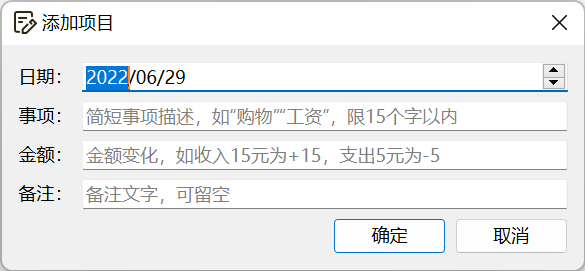 添加项目
日期： 2022/06/29
事项： 简短事项描述，如“购物”“工资”，限15个字以内
金额： 金额变化，如收入15元为+15，支出5元为-5
备注： 备注文字，可留空
确定 取消